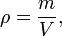 ρ = m/V,